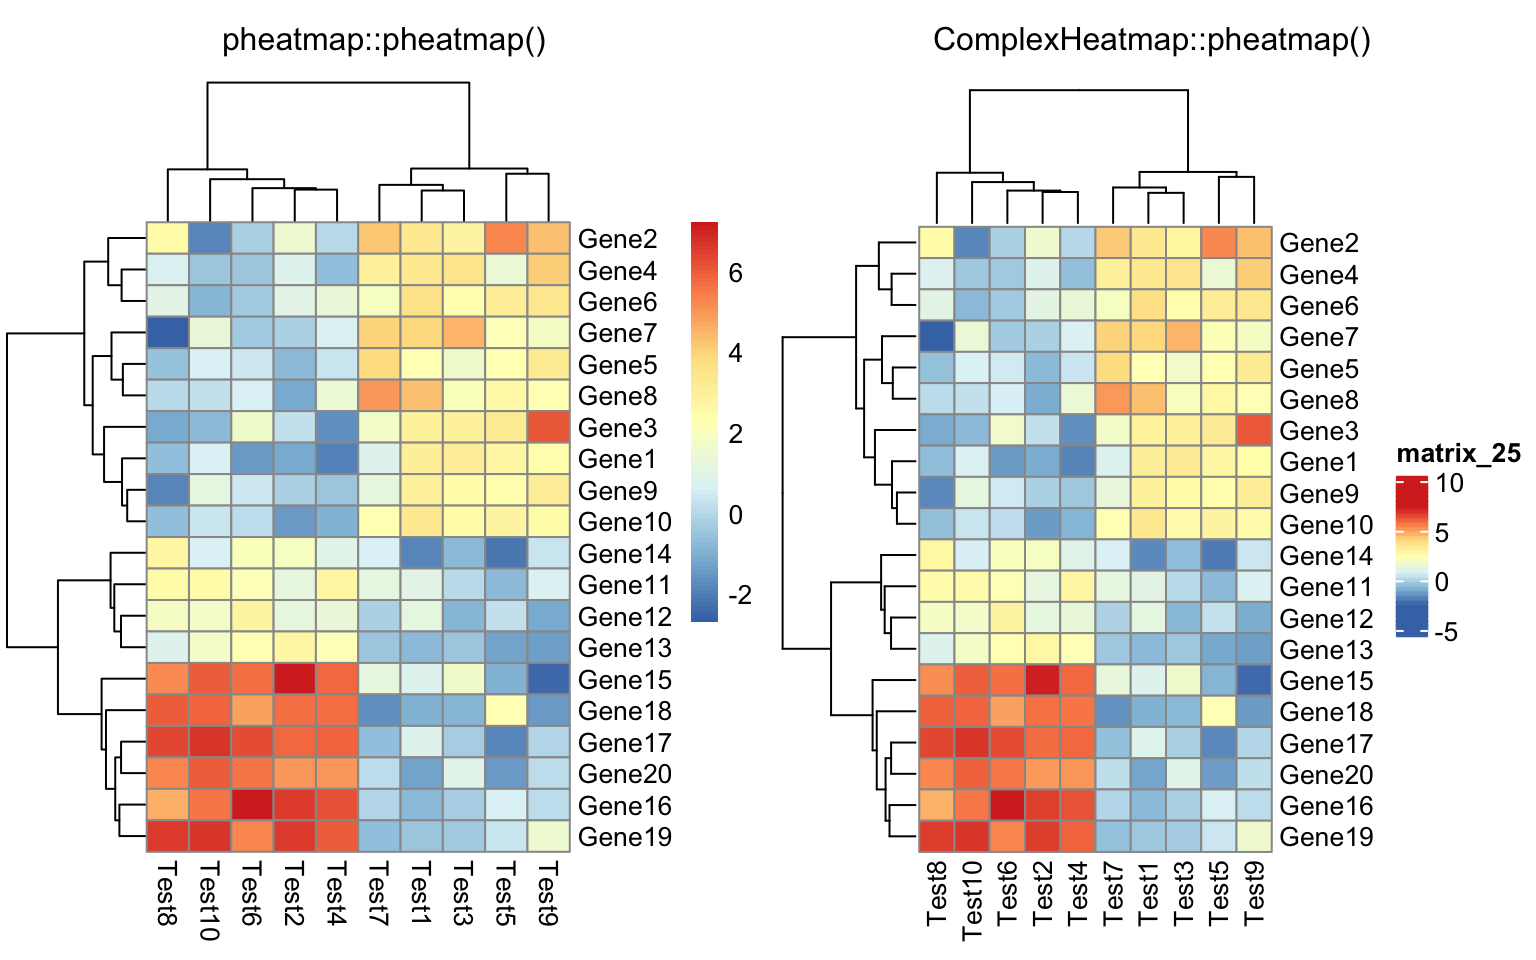 pheatmap::pheatmap()
Gene2
Gene4
Gene6
Gene7
Gene5
Gene8
Gene3
Gene1
Gene9
Gene10
Gene14
Gene11
Gene12
Gene13
Gene15
Gene18
Gene17
Gene20
Gene16
Gene19
Test8
Test10
Test6
Test2
Test4
Test7
Test1
Test3
Test5
Test9
6
4
2
0
-2
ComplexHeatmap::pheatmap()
Gene2
Gene4
Gene6
Gene7
Gene5
Gene8
Gene3
Gene1
Gene9
Gene10
Gene14
Gene11
Gene12
Gene13
Gene15
Gene18
Gene17
Gene20
Gene16
Gene19
Test8
Test10
Test6
Test2
Test4
Test7
Test1
Test3
Test5
Test9
matrix_25
10
5
0
-5